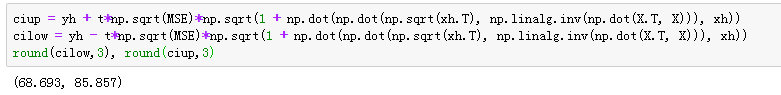 ciup = yh + t*np.sqrt(MSE)*np.sqrt(1 + np.dot(np.dot(np.sqrt(xh.T), np.linalg.inv(np.dot(X.T, X))), xh))
cilow = yh - t*np.sqrt(MSE)*np.sqrt(1 + np.dot(np.dot(np.sqrt(xh.T), np.linalg.inv(np.dot(X.T, X))), xh))
round(cilow,3), round(ciup,3)
(68.693, 85.857)